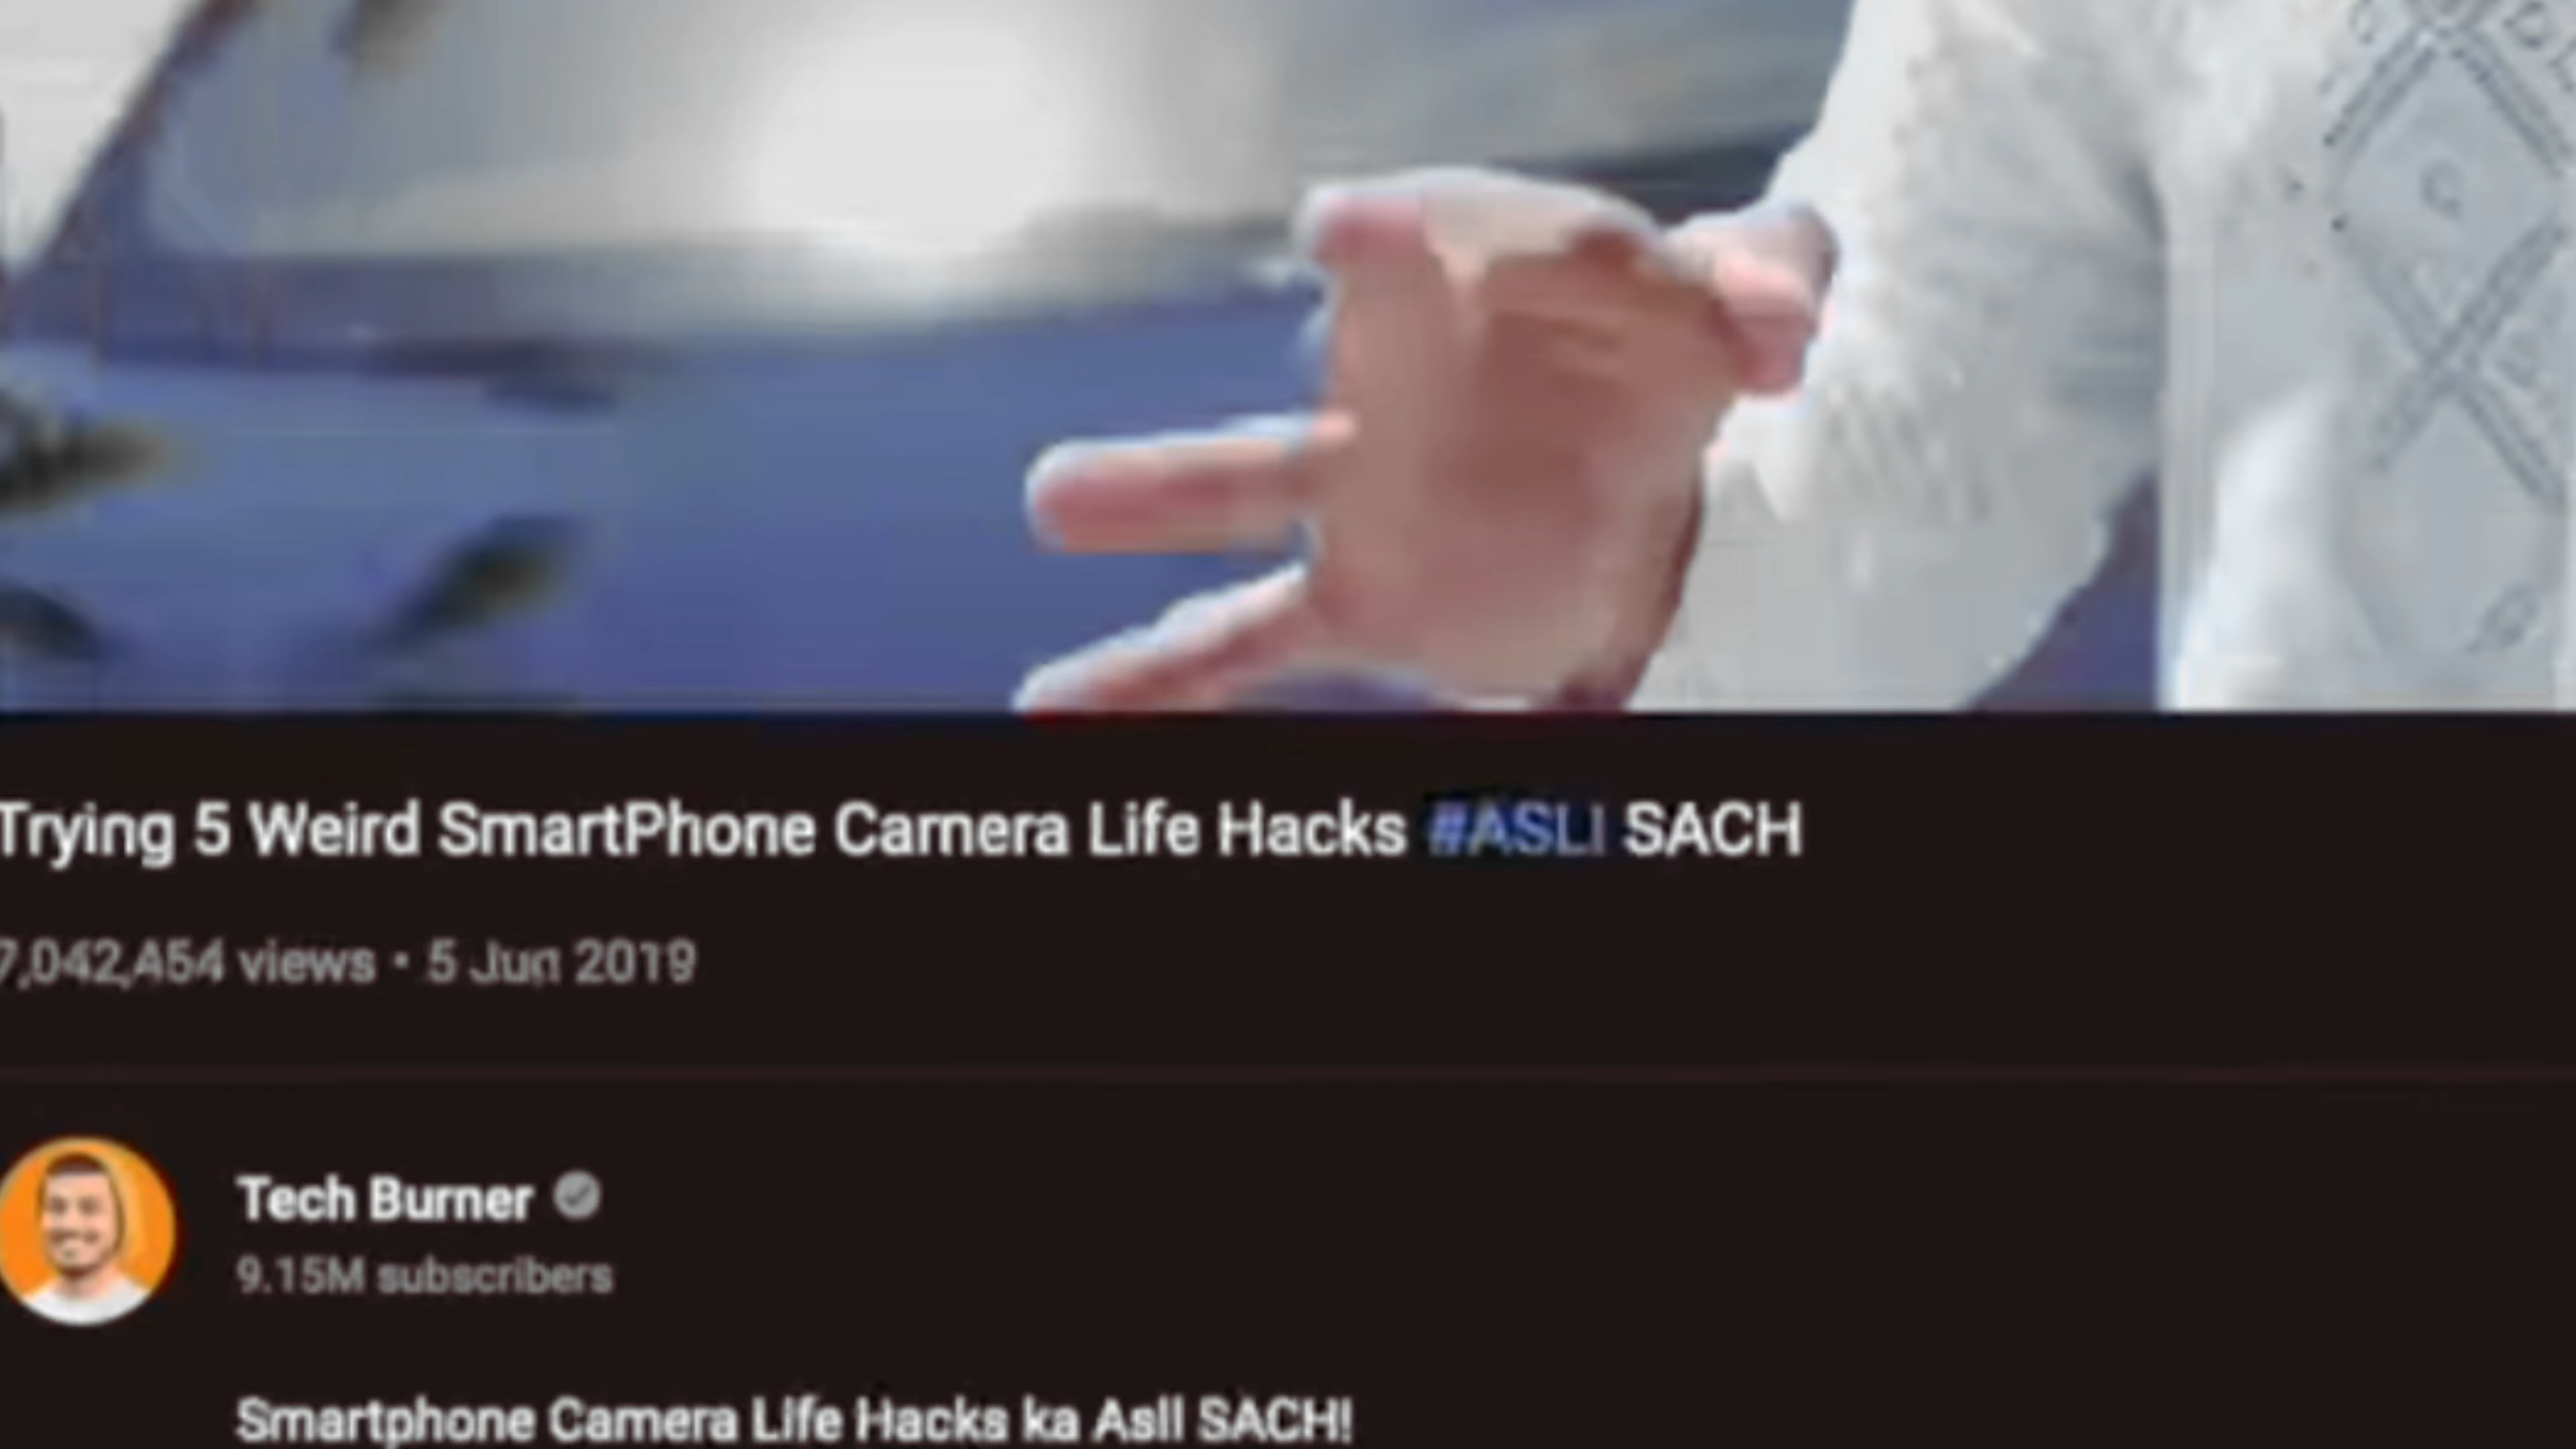 Trying 5 Weird SmartPhone Camera Life Hacks #ASLI SACH
7,042,454 views • 5 Jun 2019
Tech Burner
9.15M subscribers
Smartphone Camera Life Hacks ka Asli SACH!